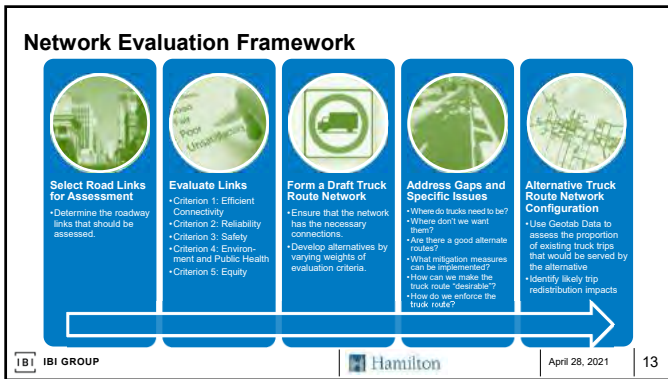 Network Evaluation Framework
Poor
Select Road Links
for Assessment
•Determine the roadway
links that should be
assessed.
Evaluate Links
•Criterion 1: Efficient
Connectivity
•Criterion 2: Reliability
•Criterion 3: Safety
•Criterion 4: Environ-
ment and Public Health
•Criterion 5: Equity
Form a Draft Truck
Route Network
•Ensure that the network
has the necessary
connections.
•Develop alternatives by
varying weights of
evaluation criteria.
Address Gaps and
Specific Issues
•Where do trucks need to be?
•Where don't we want
them?
•Are there a good alternate
routes?
•What mitigation measures
can be implemented?
•How can we make the
truck route "desirable"?
•How do we enforce the
truck route?
Alternative Truck
Route Network
Configuration
•Use Geotab Data to
assess the proportion
of existing truck trips
that would be served by
the alternative
•Identify likely trip
redistribution impacts
IBI IBI GROUP
Hamilton
April 28, 2021
13